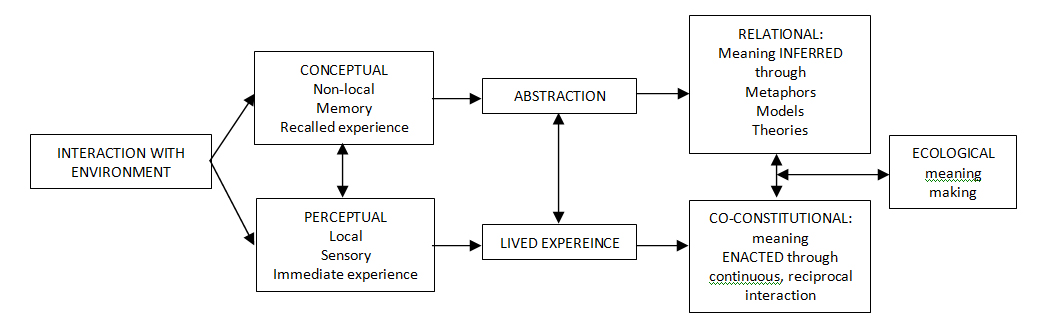 INTERACTION WITH
ENVIRONMENT
CONCEPTUAL
Non-local
Memory
Recalled experience
PERCEPTUAL
Local
Sensory
Immediate experience
ABSTRACTION
LIVED EXPEREINCE
RELATIONAL:
Meaning INFERRED
through
Metaphors
Models
Theories
CO-CONSTITUTIONAL:
meaning
ENACTED through
continuous, reciprocal
interaction
ECOLOGICAL
meaning
making